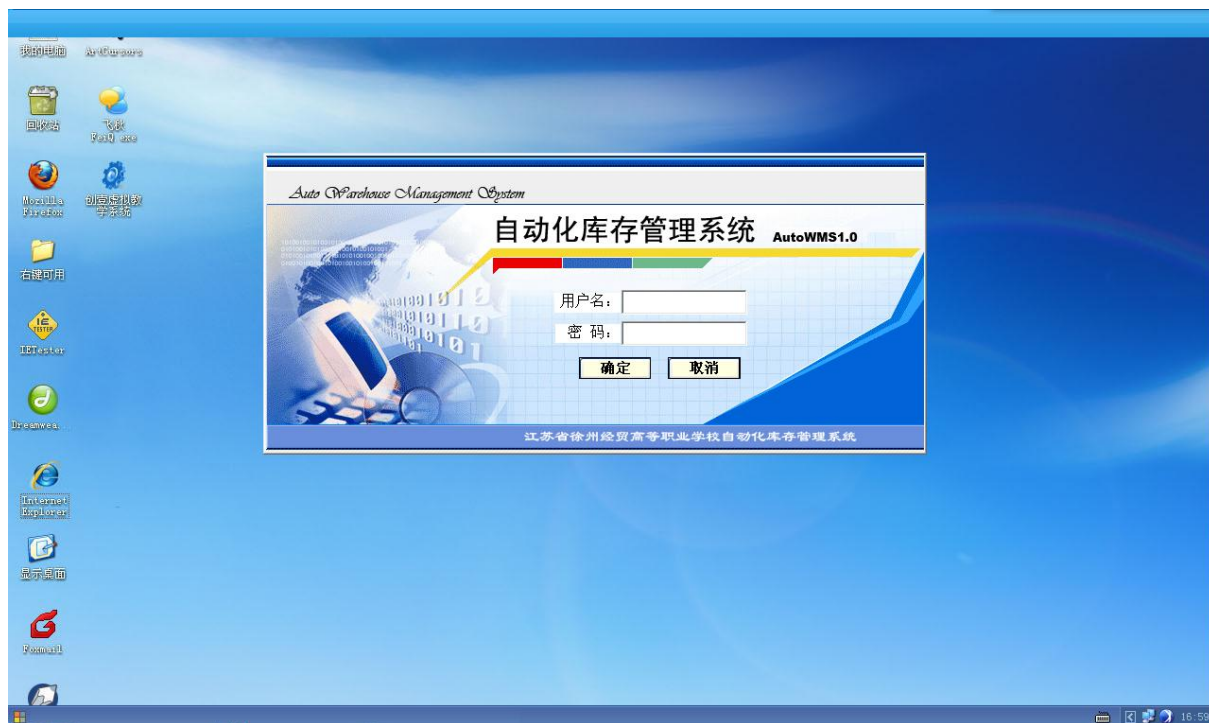 我的电脑
ArtCursors
回收站
飞秋
FeiQ.exe
Mozilla
Firefox
创壹虚拟教
学系统
右键可用
IETester
Dreamwea...
Internet
Explorer
显示桌面
Foxmail
Auto Warehouse Management System
自动化库存管理系统 AutoWMS1.0
用户名:
密 码:
确定 取消
江苏省徐州经贸高等职业学校自动化库存管理系统
16:59